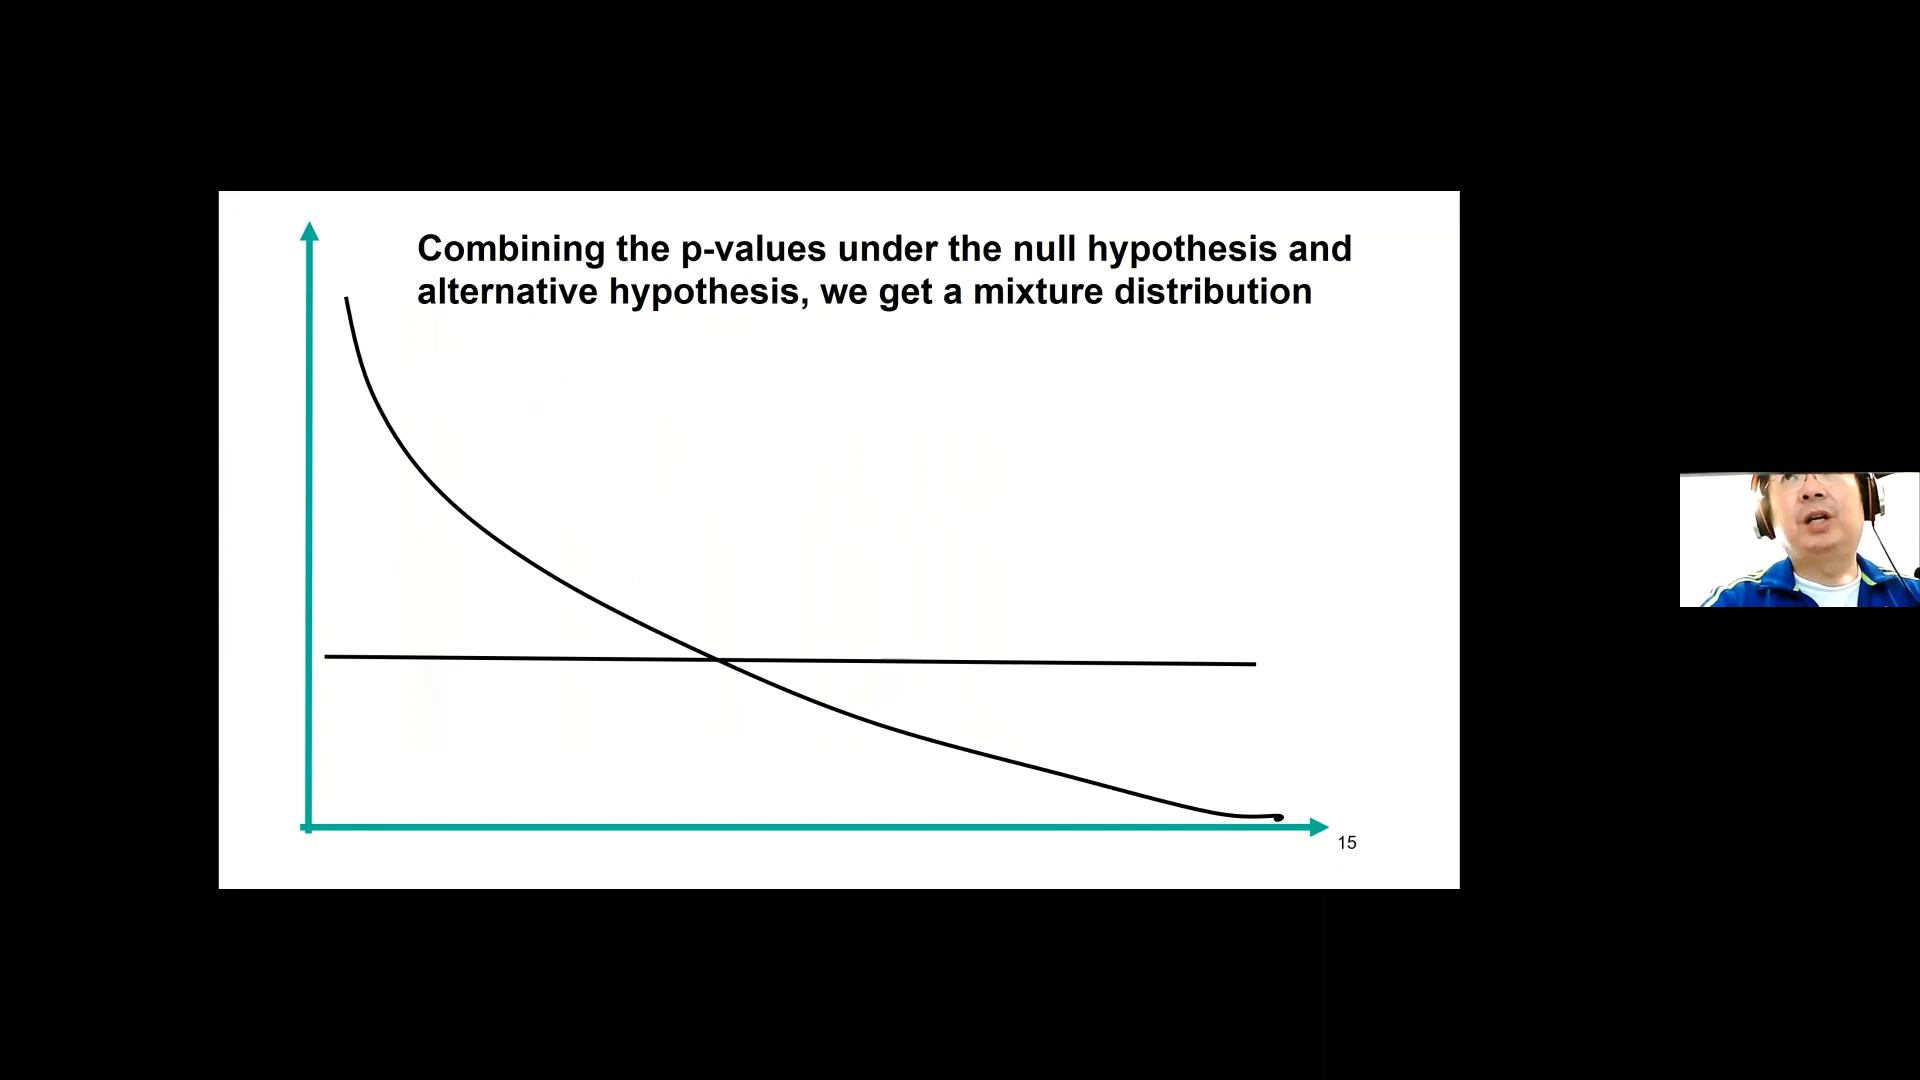 Combining the p-values under the null hypothesis and
alternative hypothesis, we get a mixture distribution
15